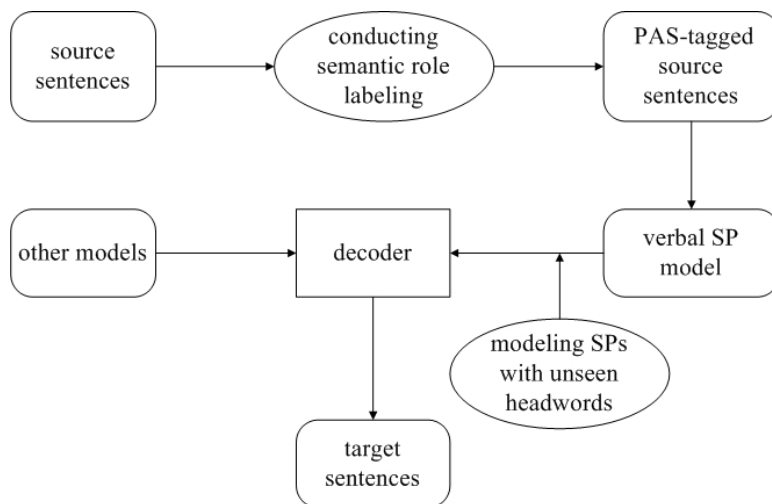 source
sentences
conducting
semantic role
labeling
PAS-tagged
source
sentences
other models
decoder
verbal SP
model
modeling SPs
with unseen
headwords
target
sentences